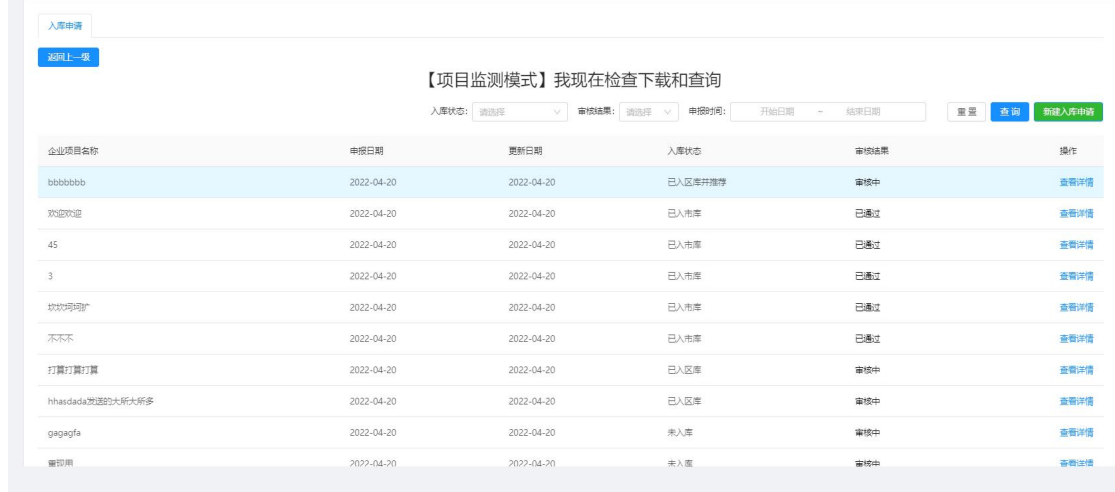 入库申请
返回上一级
【项目监测模式】我现在检查下载和查询
入库状态: 请选择 审核结果: 请选择 申报时间: 开始日期 ~ 结束日期 重置 查询 新建入库申请
企业项目名称 申报日期 更新日期 入库状态 审核结果 操作
bbbbbbb 2022-04-20 2022-04-20 已入区库并推荐 审核中 查看详情
欢迎欢迎 2022-04-20 2022-04-20 已入市库 已通过 查看详情
45 2022-04-20 2022-04-20 已入市库 已通过 查看详情
3 2022-04-20 2022-04-20 已入市库 已通过 查看详情
坎坎坷坷扩 2022-04-20 2022-04-20 已入市库 已通过 查看详情
不不不 2022-04-20 2022-04-20 已入市库 已通过 查看详情
打算打算打算 2022-04-20 2022-04-20 已入区库 审核中 查看详情
hhasdada发送的大所大所多 2022-04-20 2022-04-20 已入区库 审核中 查看详情
gagagfa 2022-04-20 2022-04-20 未入库 审核中 查看详情
重现用 2022-04-20 2022-04-20 未入库 审核中 查看详情